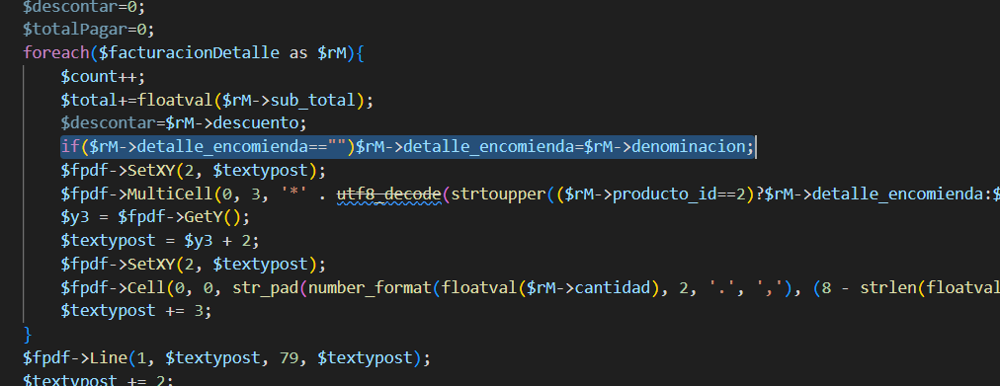 $descontar=0;
$totalPagar=0;
foreach($facturacionDetalle as $rM){
$count++;
$total+=floatval($rM->sub_total);
$descontar=$rM->descuento;
if($rM->detalle_encomienda=="")$rM->detalle_encomienda=$rM->denominacion;
$fpdf->SetXY(2, $textypost);
$fpdf->MultiCell(0, 3, '*' . utf8_decode(strtoupper(($rM->producto_id==2)?$rM->detalle_encomienda:$
$y3 = $fpdf->GetY();
$textypost = $y3 + 2;
$fpdf->SetXY(2, $textypost);
$fpdf->Cell(0, 0, str_pad(number_format(floatval($rM->cantidad), 2, '.', ','), (8 - strlen(floatval
$textypost += 3;
}
$fpdf->Line(1, $textypost, 79, $textypost);
$textypost += 2;